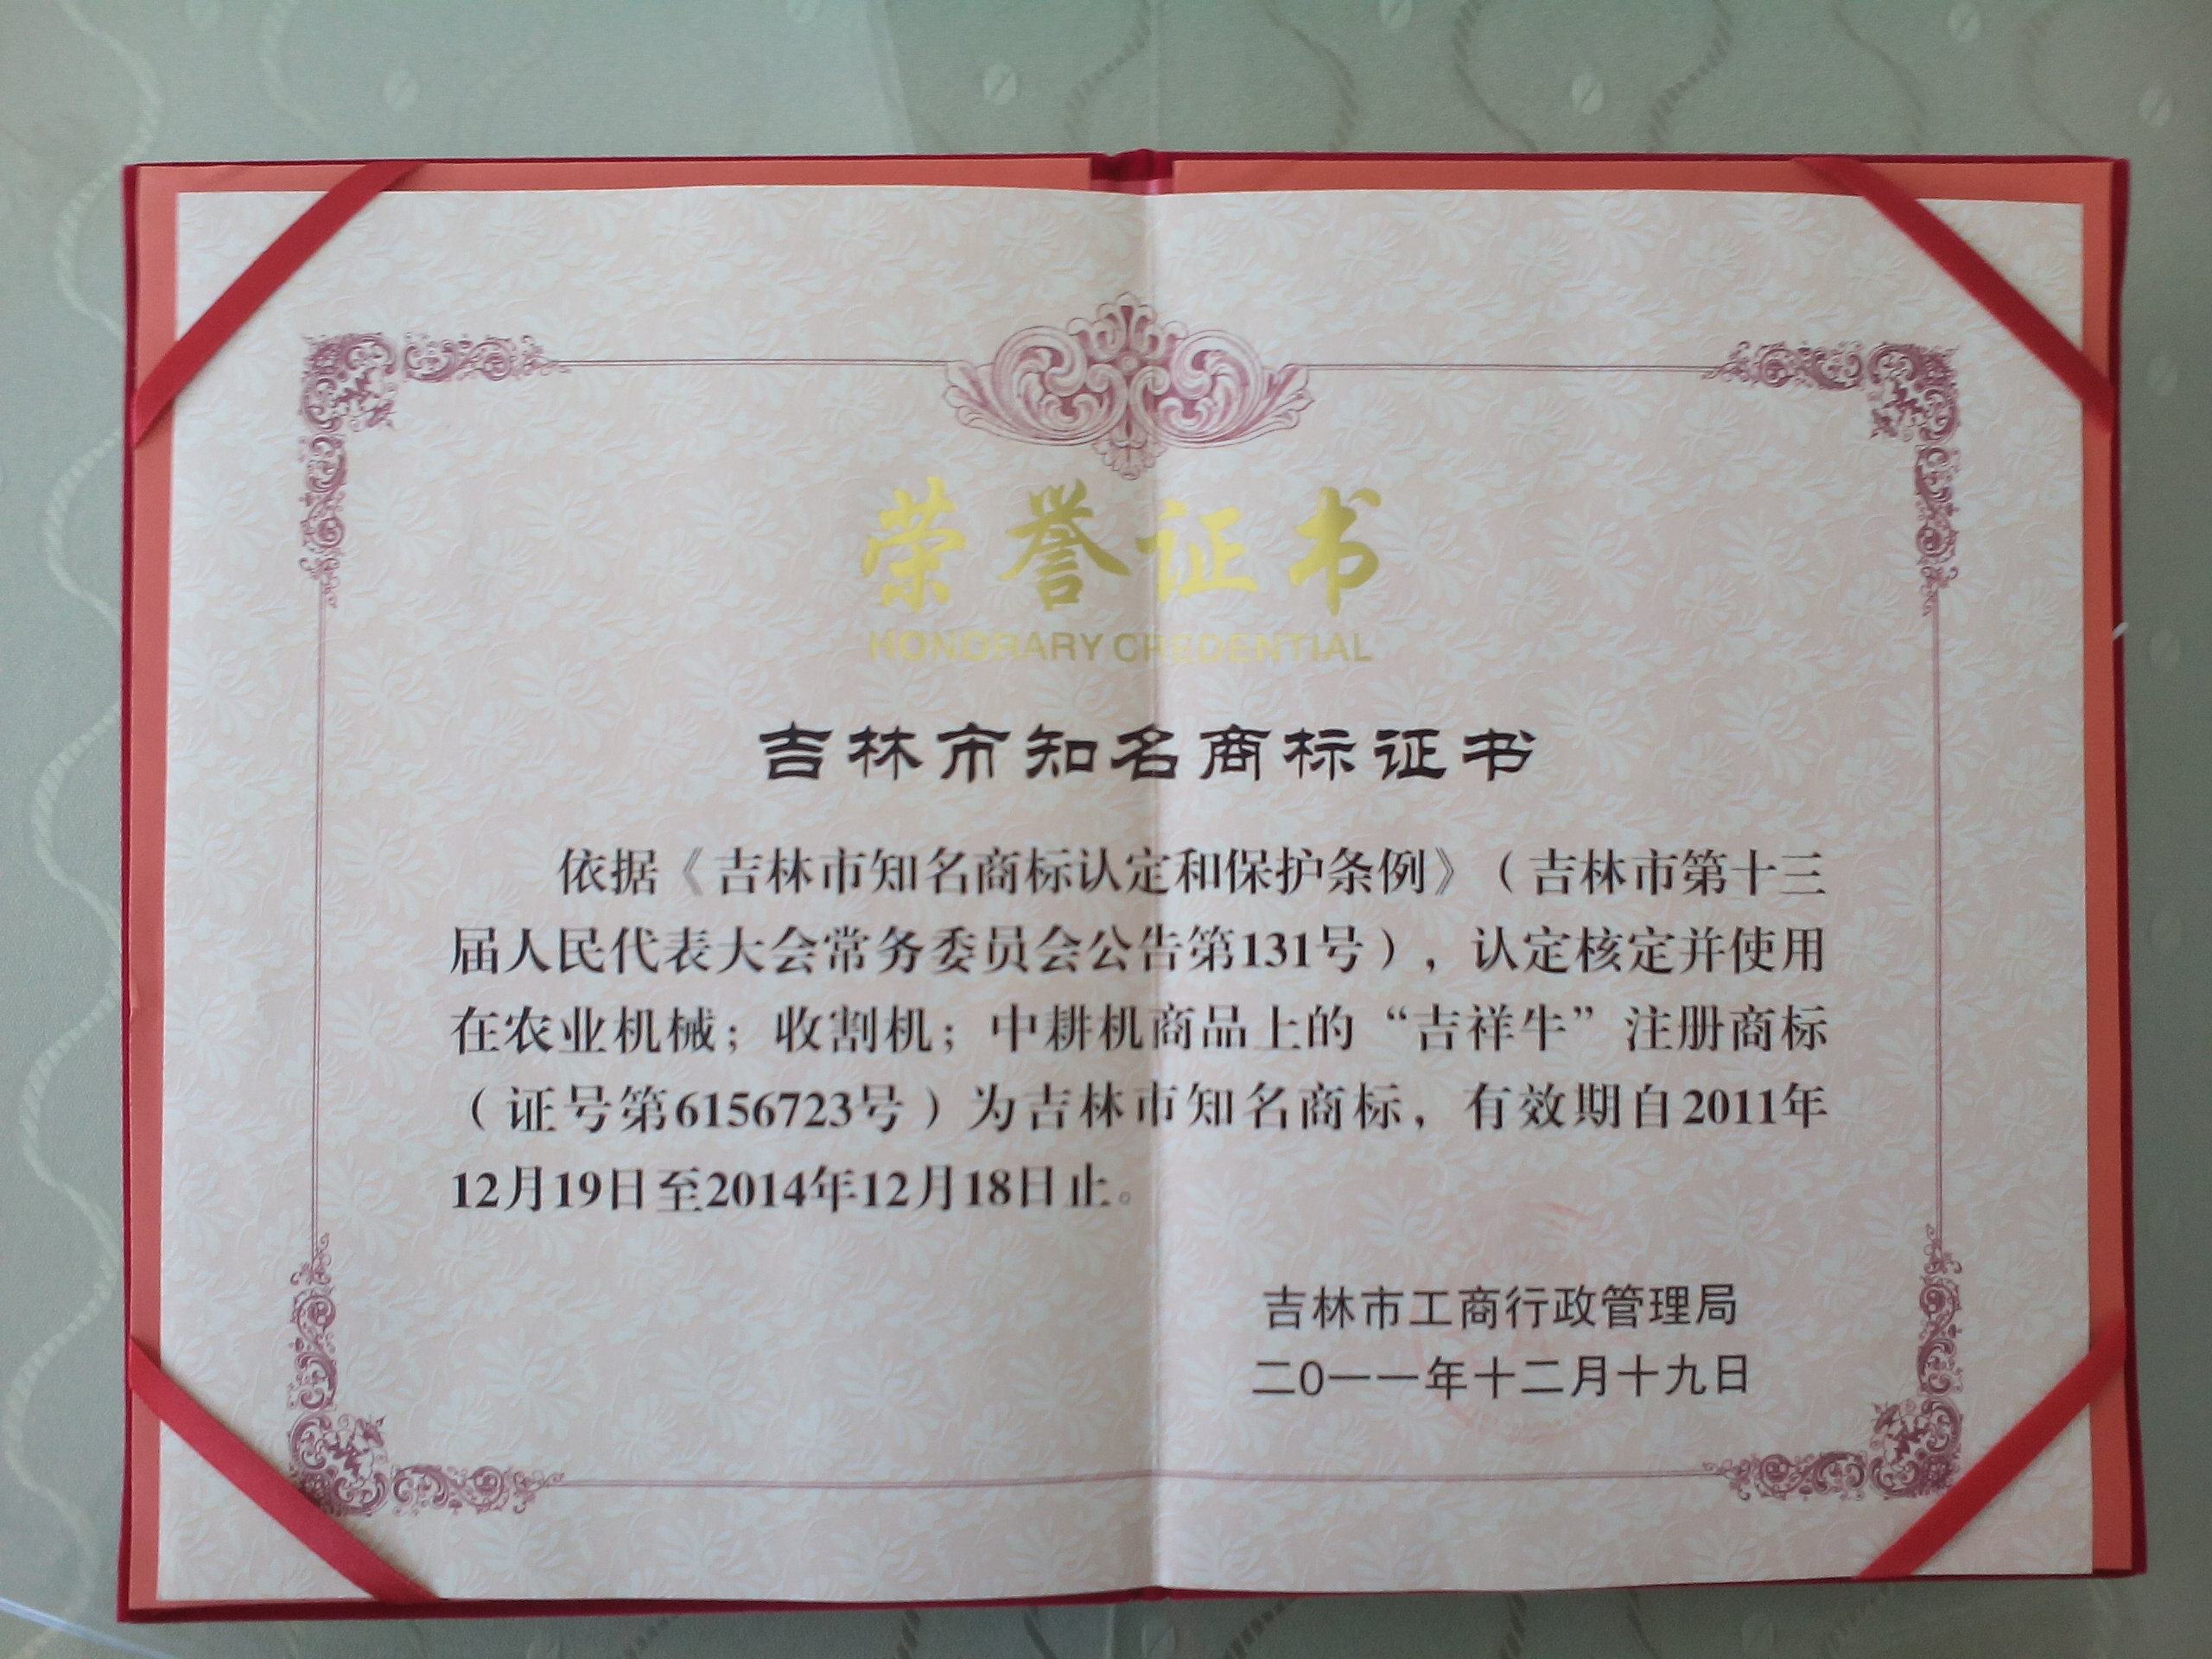 荣誉证书
HONORARY CREDENTIAL
吉林市知名商标证书
依据《吉林市知名商标认定和保护条例》（吉林市第十三
届人民代表大会常务委员会公告第131号），认定核定并使用
在农业机械；收割机；中耕机商品上的“吉祥牛”注册商标
（证号第6156723号）为吉林市知名商标，有效期自2011年
12月19日至2014年12月18日止。
吉林市工商行政管理局
二0一一年十二月十九日